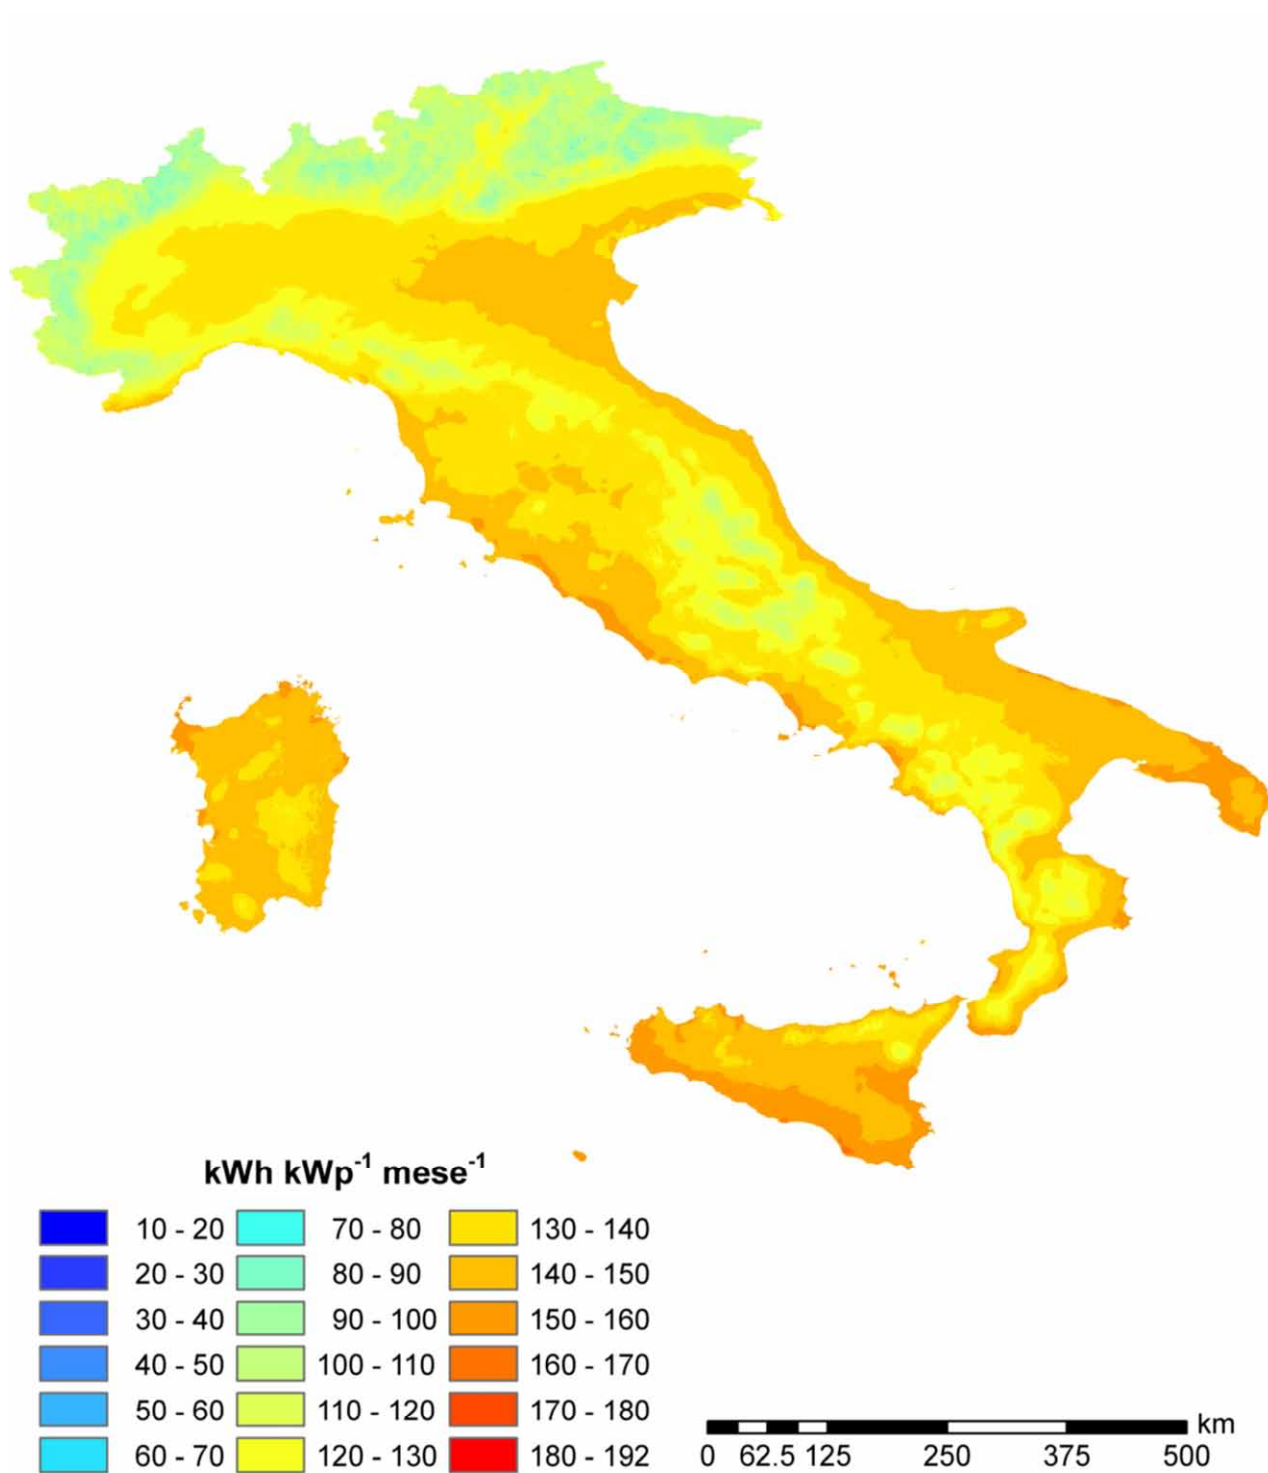 kWh kWp-1 mese-1
10 - 20 70 - 80 130 - 140
20 - 30 80 - 90 140 - 150
30 - 40 90 - 100 150 - 160
40 - 50 100 - 110 160 - 170
50 - 60 110 - 120 170 - 180
60 - 70 120 - 130 180 - 192
km
0 62.5 125 250 375 500